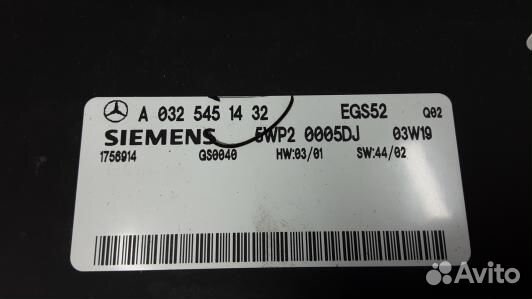 A 032 545 14 32 EGS52 Q02
SIEMENS 5WP2 0005DJ 03W19
1756914 GS0040 HW:03/01 SW:44/02
Avito